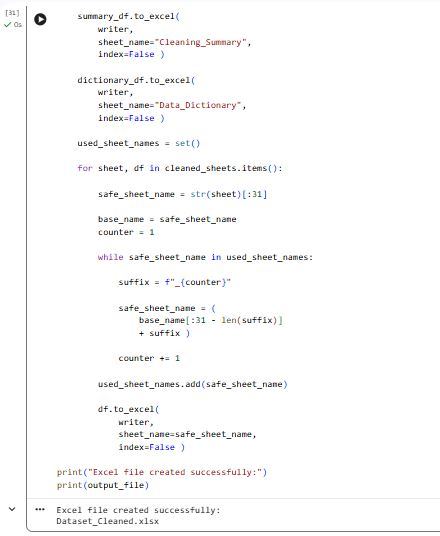 [31]
0s
summary_df.to_excel(
writer,
sheet_name="Cleaning_Summary",
index=False )
dictionary_df.to_excel(
writer,
sheet_name="Data_Dictionary",
index=False )
used_sheet_names = set()
for sheet, df in cleaned_sheets.items():
safe_sheet_name = str(sheet)[:31]
base_name = safe_sheet_name
counter = 1
while safe_sheet_name in used_sheet_names:
suffix = f"_{counter}"
safe_sheet_name = (
base_name[:31 - len(suffix)]
+ suffix )
counter += 1
used_sheet_names.add(safe_sheet_name)
df.to_excel(
writer,
sheet_name=safe_sheet_name,
index=False )
print("Excel file created successfully:")
print(output_file)
Excel file created successfully:
Dataset_Cleaned.xlsx